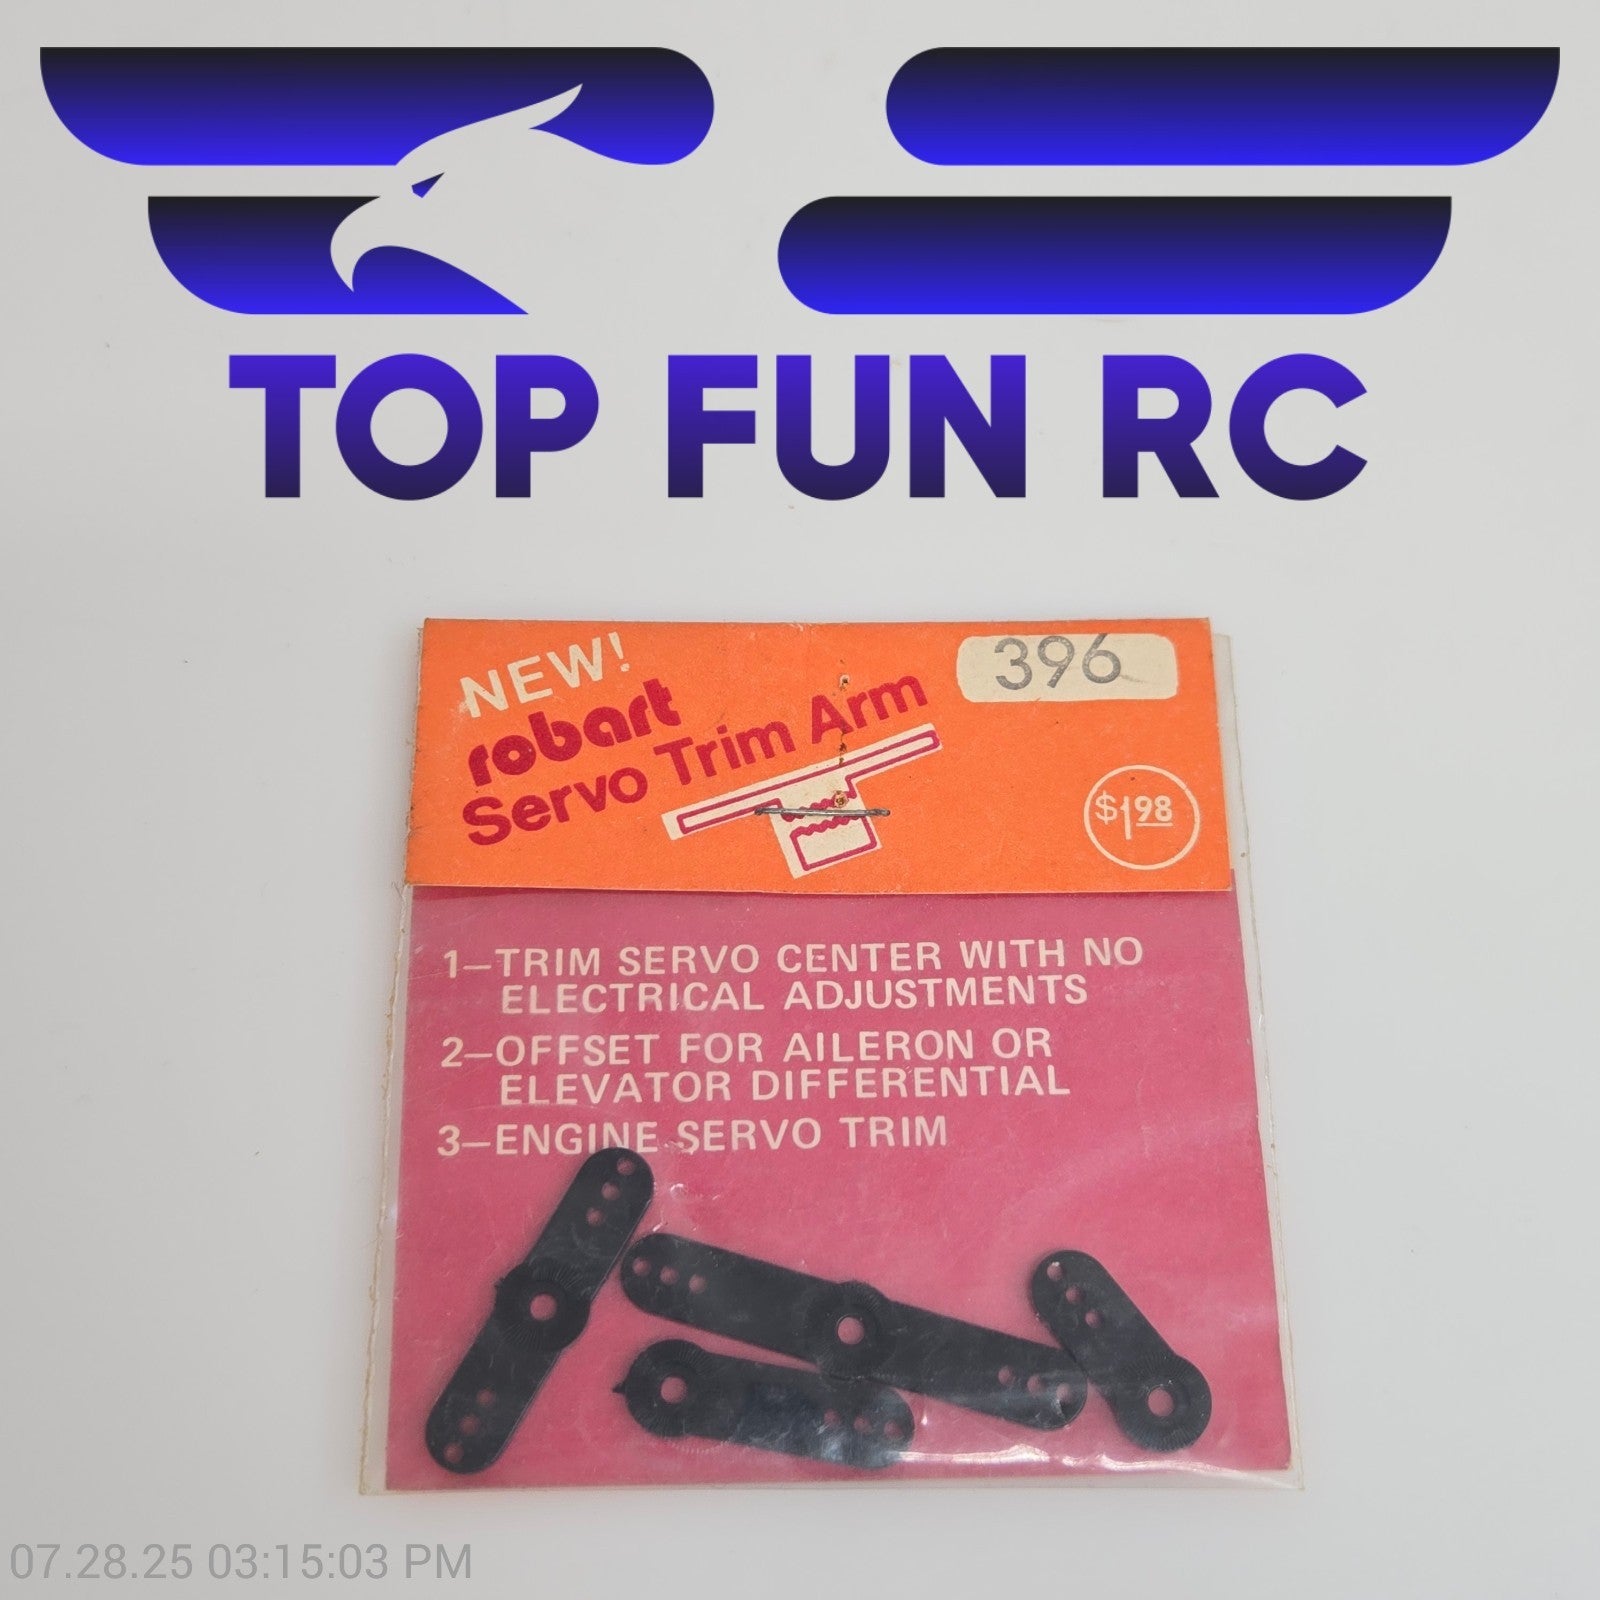 TOP FUN RC
NEW!
396
robart
Servo Trim Arm
$1.98
1—TRIM SERVO CENTER WITH NO
ELECTRICAL ADJUSTMENTS
2—OFFSET FOR AILERON OR
ELEVATOR DIFFERENTIAL
3—ENGINE SERVO TRIM
07.28.25 03:15:03 PM